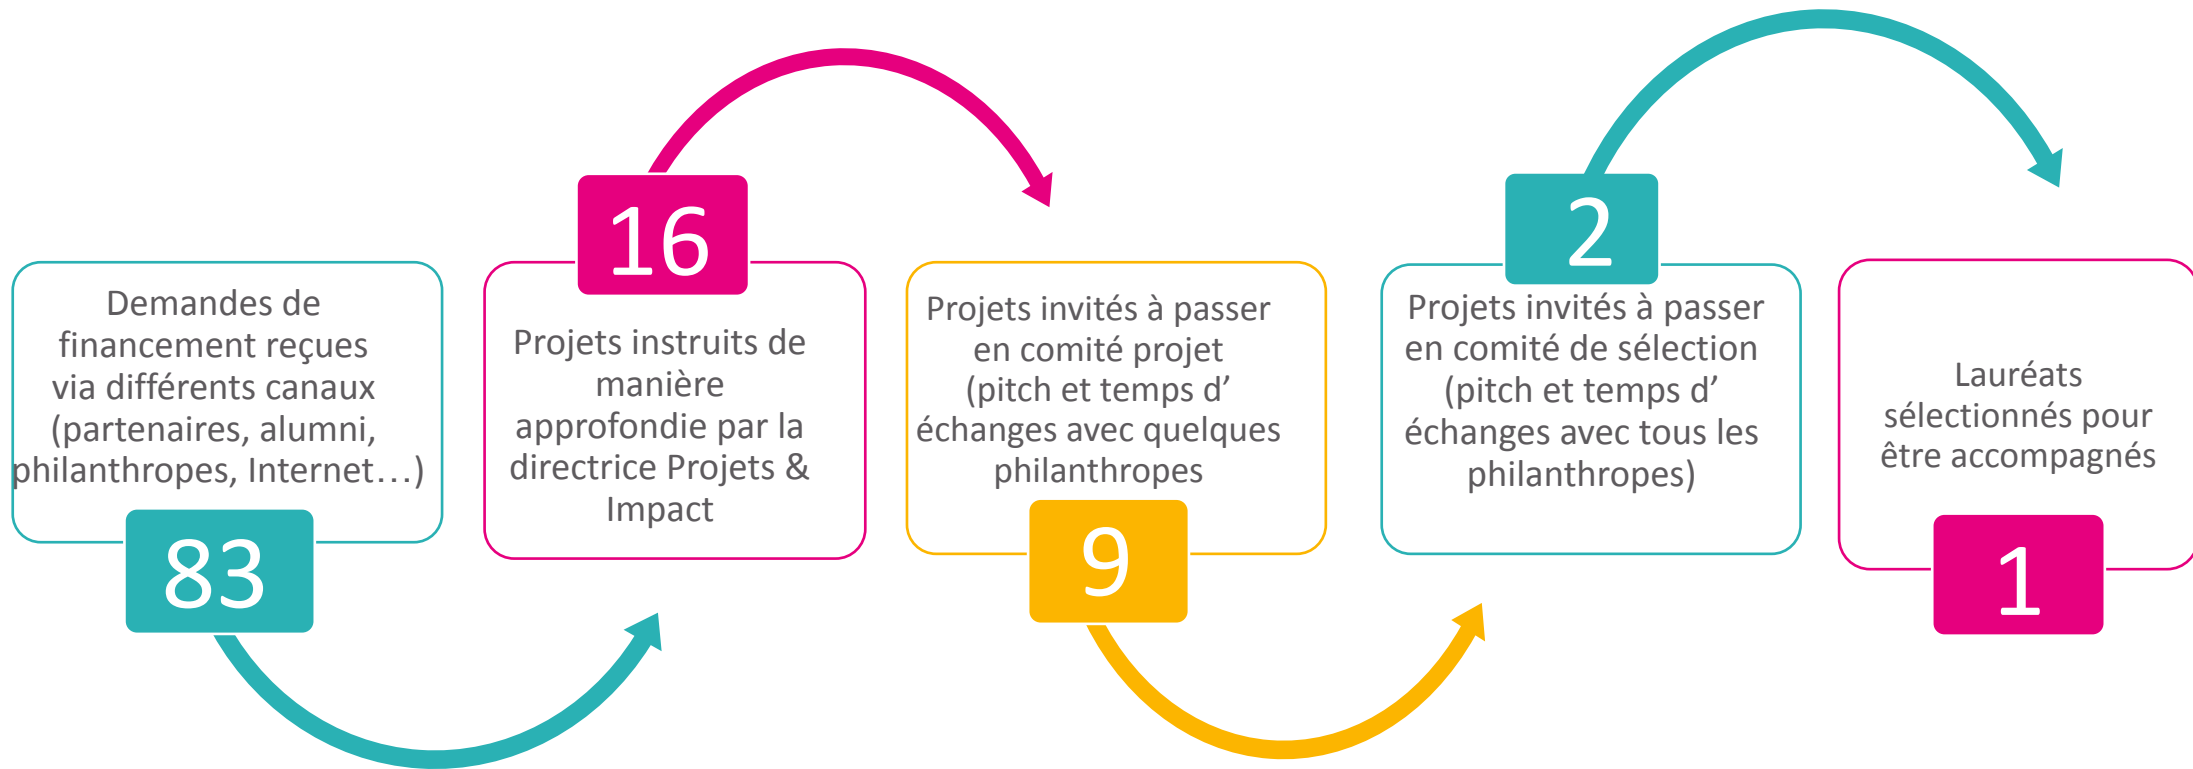 Demandes de
financement reçues
via différents canaux
(partenaires, alumni,
philanthropes, Internet…)
83
16
Projets instruits de
manière
approfondie par la
directrice Projets &
Impact
Projets invités à passer
en comité projet
(pitch et temps d’
échanges avec quelques
philanthropes
9
2
Projets invités à passer
en comité de sélection
(pitch et temps d’
échanges avec tous les
philanthropes)
Lauréats
sélectionnés pour
être accompagnés
1